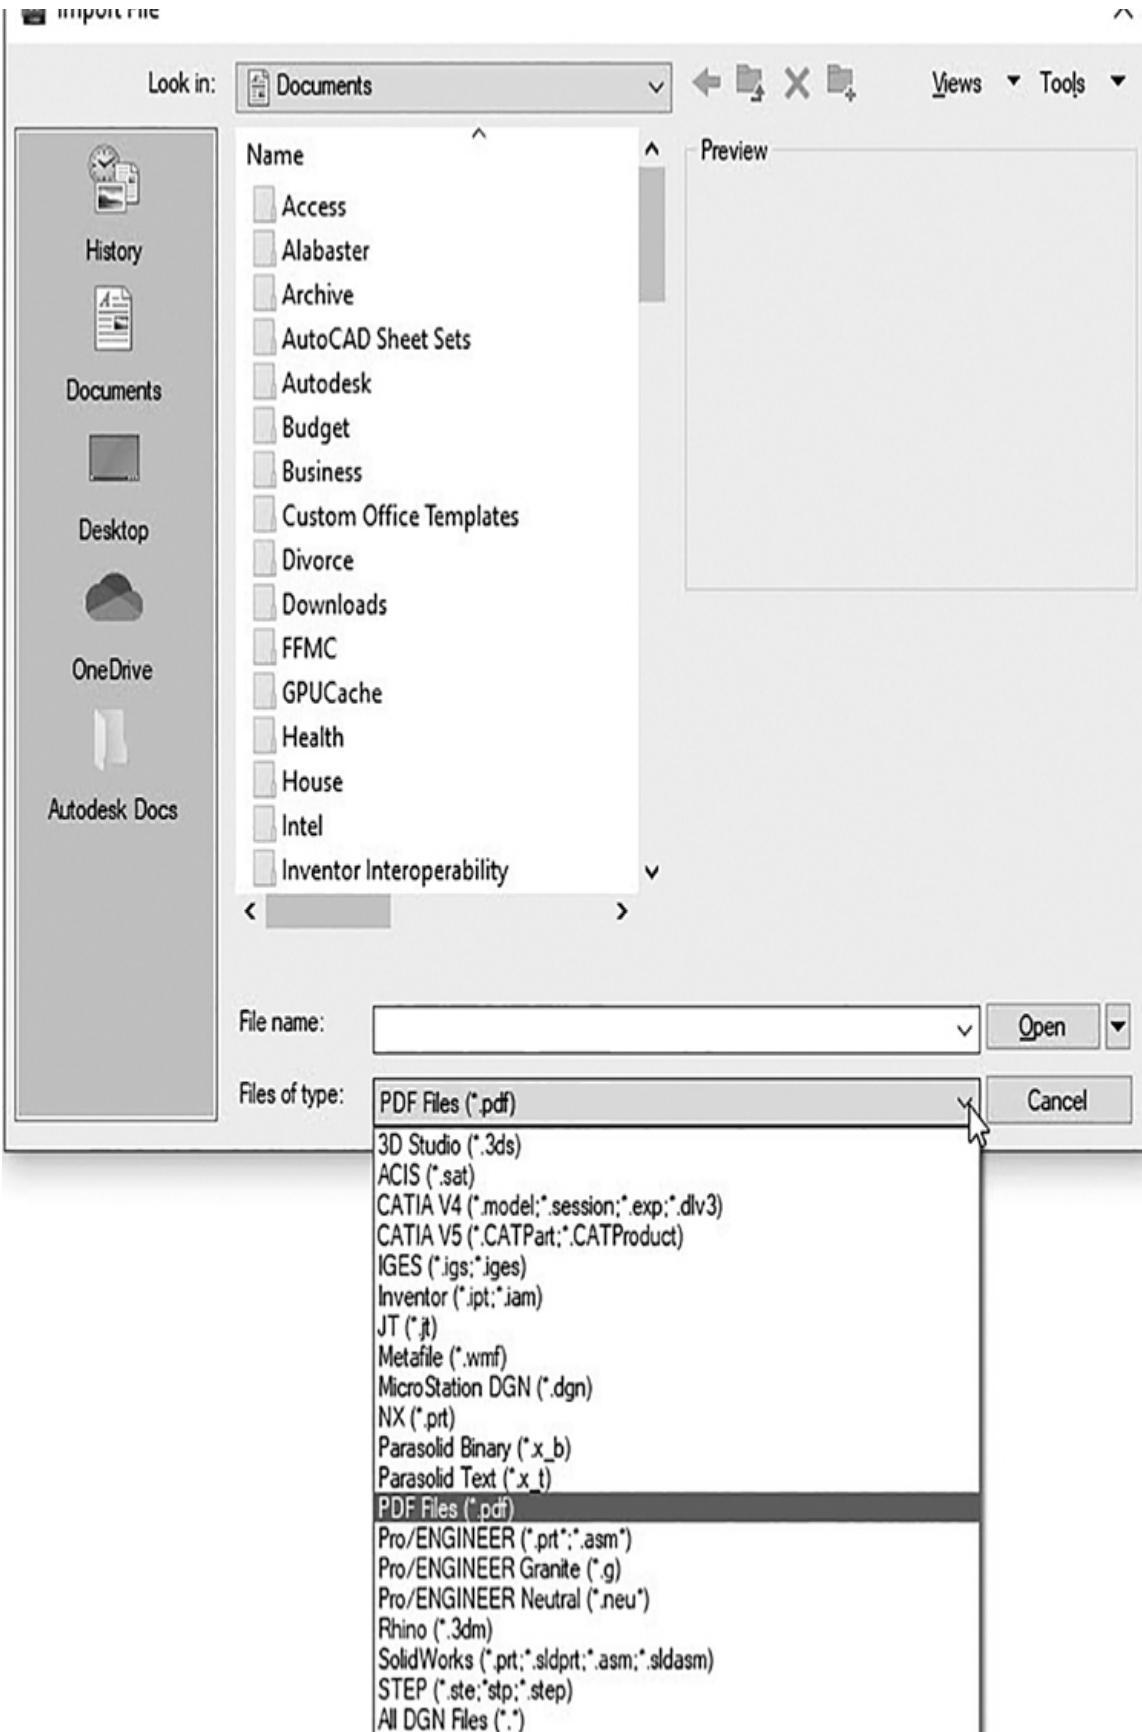 Import File
Look in:
Documents
Views
Tools
History
Documents
Desktop
OneDrive
Autodesk Docs
Name
Access
Alabaster
Archive
AutoCAD Sheet Sets
Autodesk
Budget
Business
Custom Office Templates
Divorce
Downloads
FFMC
GPUCache
Health
House
Intel
Inventor Interoperability
Preview
File name:
Open
Files of type:
PDF Files (*.pdf)
Cancel
3D Studio (*.3ds)
ACIS (*.sat)
CATIA V4 (*.model;*.session;*.exp;*.dlv3)
CATIA V5 (*.CATPart;*.CATProduct)
IGES (*.igs;*.iges)
Inventor (*.ipt;*.iam)
JT (*.jt)
Metafile (*.wmf)
MicroStation DGN (*.dgn)
NX (*.prt)
Parasolid Binary (*.x_b)
Parasolid Text (*.x_t)
PDF Files (*.pdf)
Pro/ENGINEER (*.prt*;*.asm*)
Pro/ENGINEER Granite (*.g)
Pro/ENGINEER Neutral (*.neu*)
Rhino (*.3dm)
SolidWorks (*.prt;*.sldprt;*.asm;*.sldasm)
STEP (*.ste;*stp;*.step)
All DGN Files (*.*)